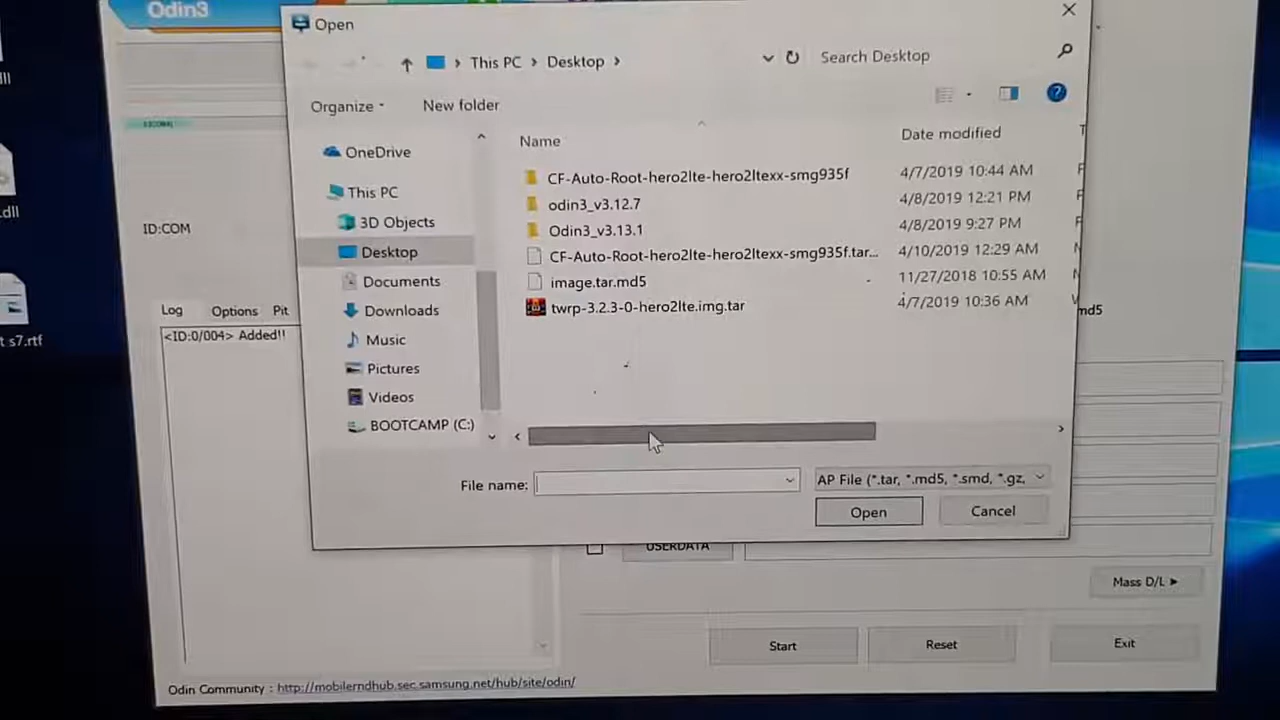 Odin3
Open
This PC > Desktop >
Search Desktop
Organize
New folder
Name
Date modified
OneDrive
This PC
3D Objects
Desktop
Documents
Downloads
Music
Pictures
Videos
BOOTCAMP (C:)
CF-Auto-Root-hero2lte-hero2ltexx-smg935f
4/7/2019 10:44 AM
odin3_v3.12.7
4/8/2019 12:21 PM
Odin3_v3.13.1
4/8/2019 9:27 PM
CF-Auto-Root-hero2lte-hero2ltexx-smg935f.tar...
4/10/2019 12:29 AM
image.tar.md5
11/27/2018 10:55 AM
twrp-3.2.3-0-hero2lte.img.tar
4/7/2019 10:36 AM
File name:
AP File (*.tar, *.md5, *.smd, *.gz,
Open
Cancel
ID:COM
Log
Options
Pit
<ID:0/004> Added!!
md5
.dll
t s7.rtf
USERDATA
Mass D/L ►
Start
Reset
Exit
Odin Community : http://mobilerndhub.sec.samsung.net/hub/site/odin/